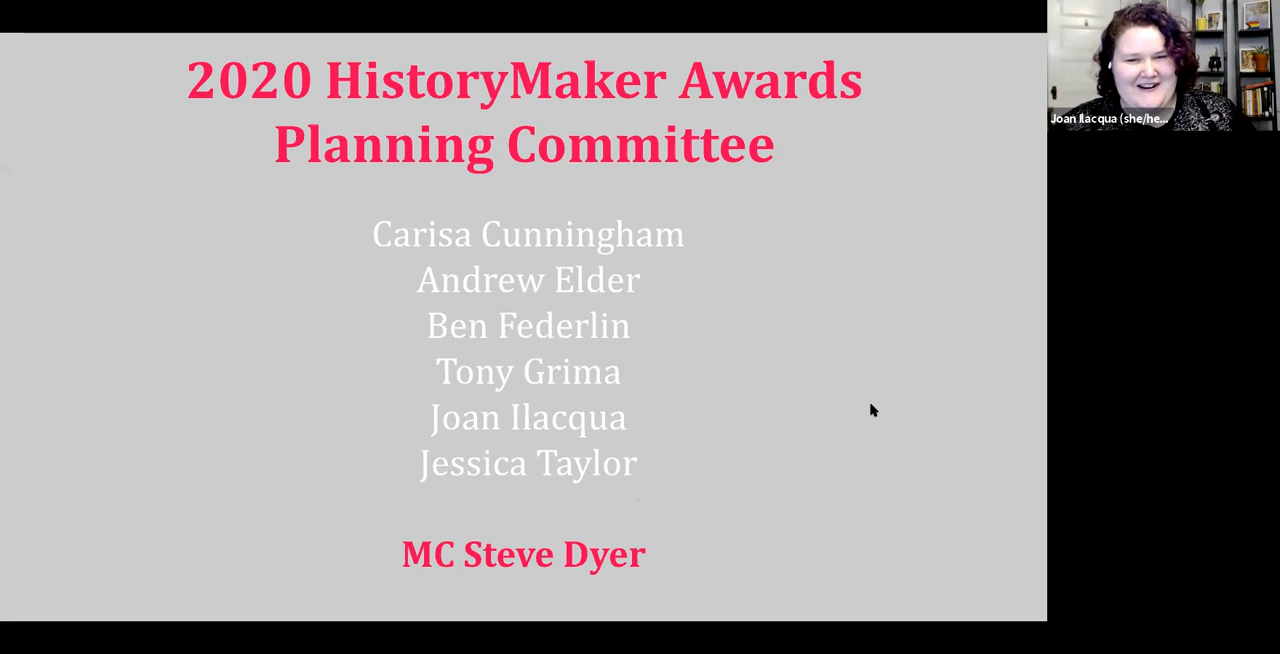 2020 HistoryMaker Awards
Planning Committee
Carisa Cunningham
Andrew Elder
Ben Federlin
Tony Grima
Joan Ilacqua
Jessica Taylor
MC Steve Dyer
Joan Ilacqua (she/he...